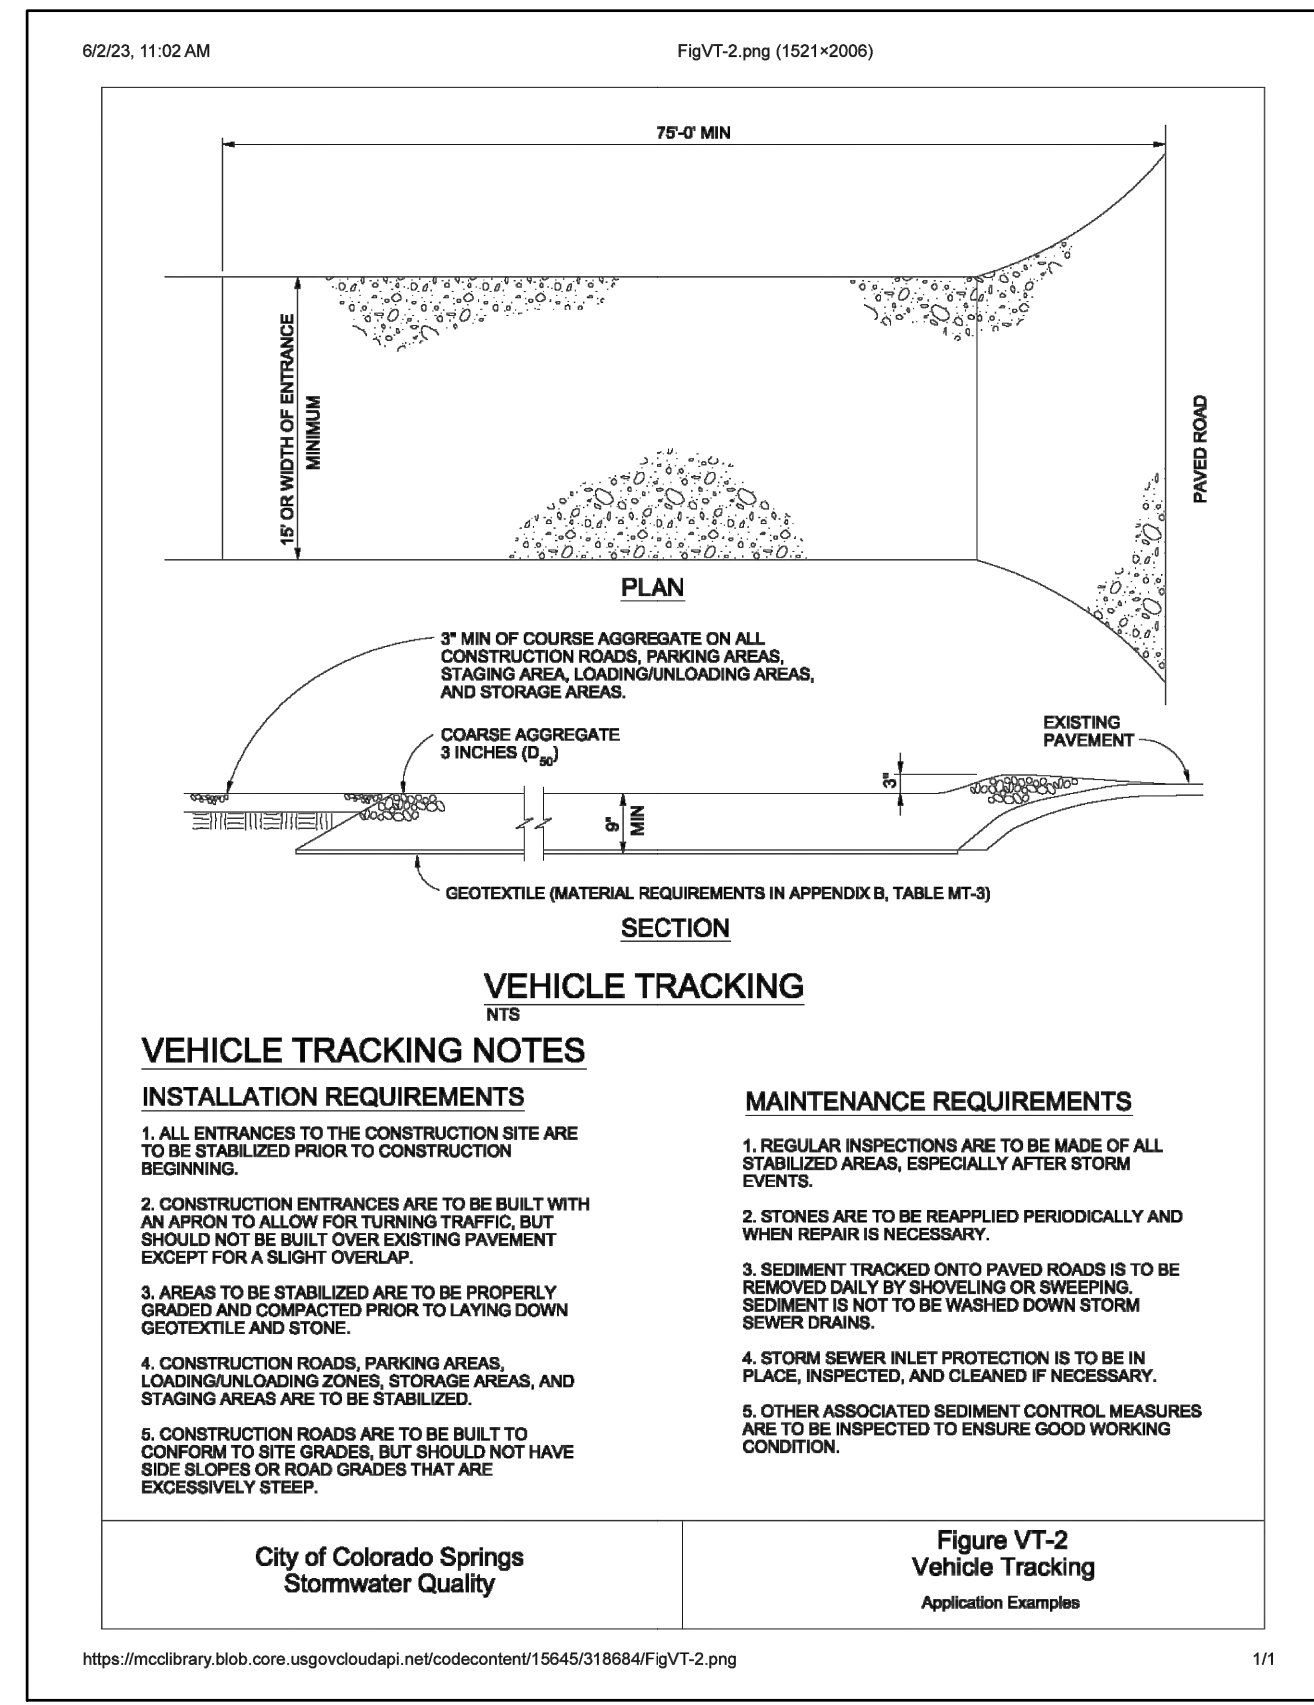 6/2/23, 11:02 AM
FigVT-2.png (1521×2006)
75'-0' MIN
15' OR WIDTH OF ENTRANCE
MINIMUM
PAVED ROAD
PLAN
3" MIN OF COURSE AGGREGATE ON ALL
CONSTRUCTION ROADS, PARKING AREAS,
STAGING AREA, LOADING/UNLOADING AREAS,
AND STORAGE AREAS.
COARSE AGGREGATE
3 INCHES (D50)
EXISTING
PAVEMENT
3"
9"
MIN
GEOTEXTILE (MATERIAL REQUIREMENTS IN APPENDIX B, TABLE MT-3)
SECTION
VEHICLE TRACKING
NTS
VEHICLE TRACKING NOTES
INSTALLATION REQUIREMENTS
1. ALL ENTRANCES TO THE CONSTRUCTION SITE ARE
TO BE STABILIZED PRIOR TO CONSTRUCTION
BEGINNING.
2. CONSTRUCTION ENTRANCES ARE TO BE BUILT WITH
AN APRON TO ALLOW FOR TURNING TRAFFIC, BUT
SHOULD NOT BE BUILT OVER EXISTING PAVEMENT
EXCEPT FOR A SLIGHT OVERLAP.
3. AREAS TO BE STABILIZED ARE TO BE PROPERLY
GRADED AND COMPACTED PRIOR TO LAYING DOWN
GEOTEXTILE AND STONE.
4. CONSTRUCTION ROADS, PARKING AREAS,
LOADING/UNLOADING ZONES, STORAGE AREAS, AND
STAGING AREAS ARE TO BE STABILIZED.
5. CONSTRUCTION ROADS ARE TO BE BUILT TO
CONFORM TO SITE GRADES, BUT SHOULD NOT HAVE
SIDE SLOPES OR ROAD GRADES THAT ARE
EXCESSIVELY STEEP.
MAINTENANCE REQUIREMENTS
1. REGULAR INSPECTIONS ARE TO BE MADE OF ALL
STABILIZED AREAS, ESPECIALLY AFTER STORM
EVENTS.
2. STONES ARE TO BE REAPPLIED PERIODICALLY AND
WHEN REPAIR IS NECESSARY.
3. SEDIMENT TRACKED ONTO PAVED ROADS IS TO BE
REMOVED DAILY BY SHOVELING OR SWEEPING.
SEDIMENT IS NOT TO BE WASHED DOWN STORM
SEWER DRAINS.
4. STORM SEWER INLET PROTECTION IS TO BE IN
PLACE, INSPECTED, AND CLEANED IF NECESSARY.
5. OTHER ASSOCIATED SEDIMENT CONTROL MEASURES
ARE TO BE INSPECTED TO ENSURE GOOD WORKING
CONDITION.
City of Colorado Springs
Stormwater Quality
Figure VT-2
Vehicle Tracking
Application Examples
https://mcclibrary.blob.core.usgovcloudapi.net/codecontent/15645/318684/FigVT-2.png
1/1